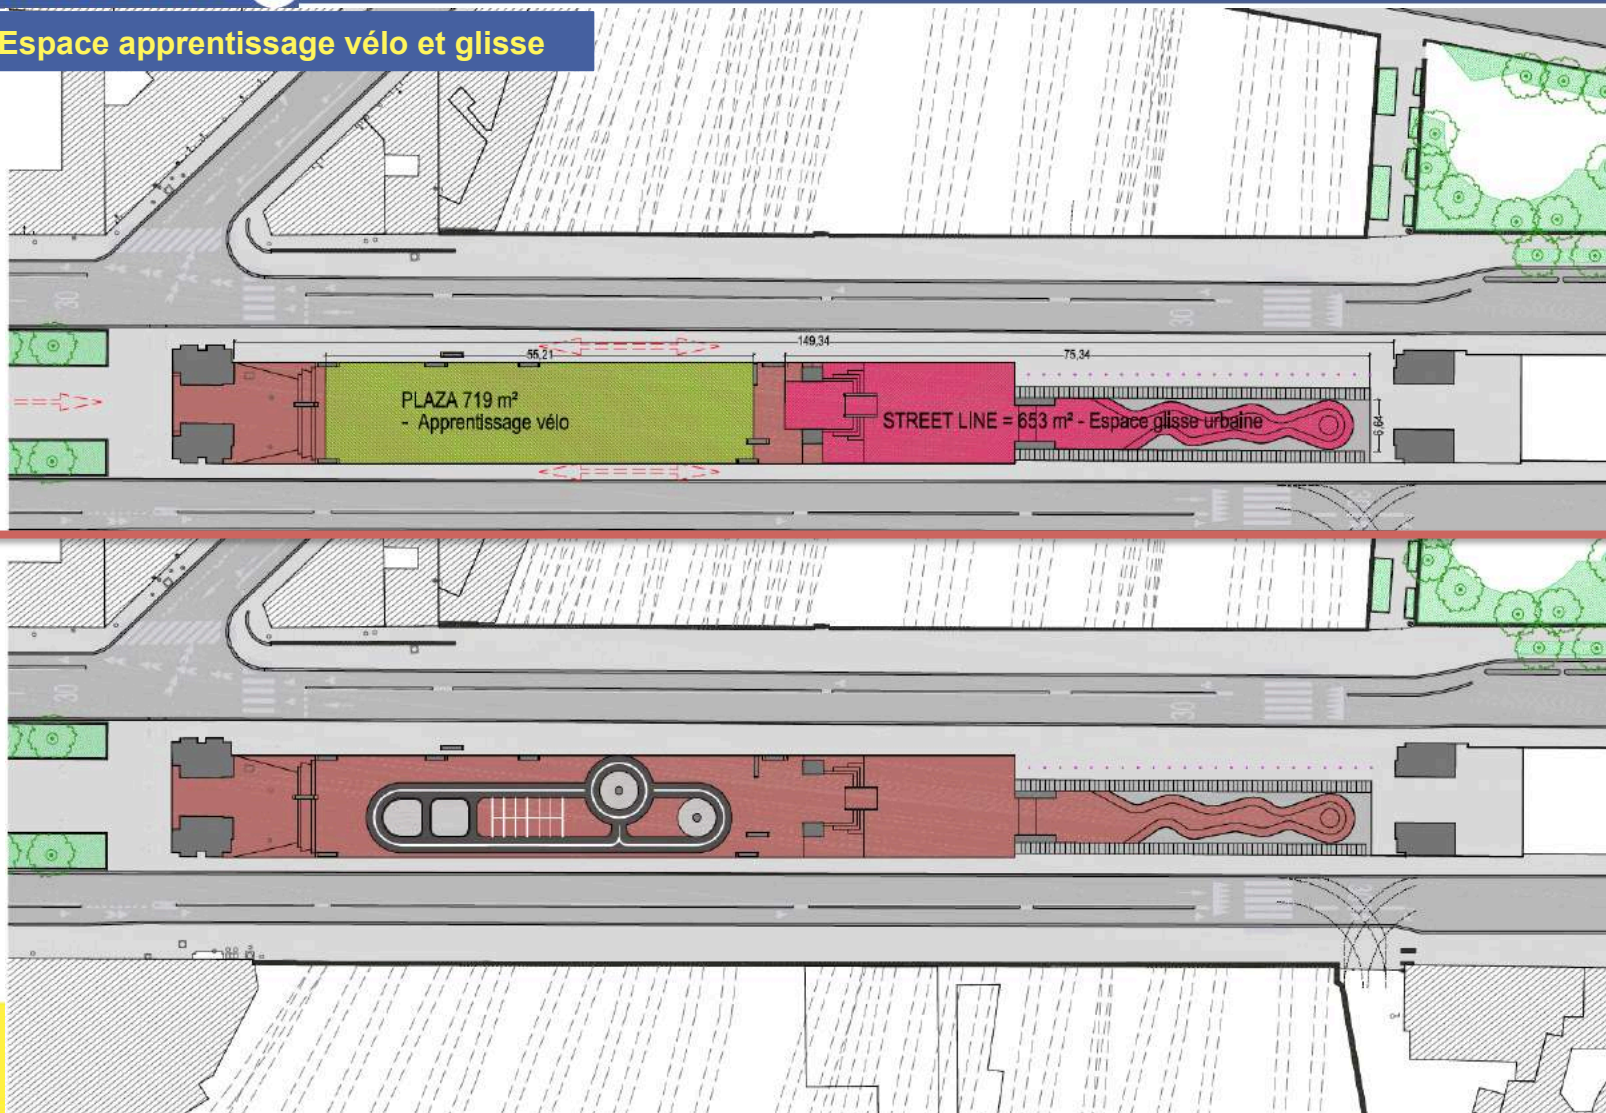 Espace apprentissage vélo et glisse
30
30
149,34
55,21
75,34
PLAZA 719 m²
- Apprentissage vélo
STREET LINE = 653 m² - Espace glisse urbaine
6,64
30
30